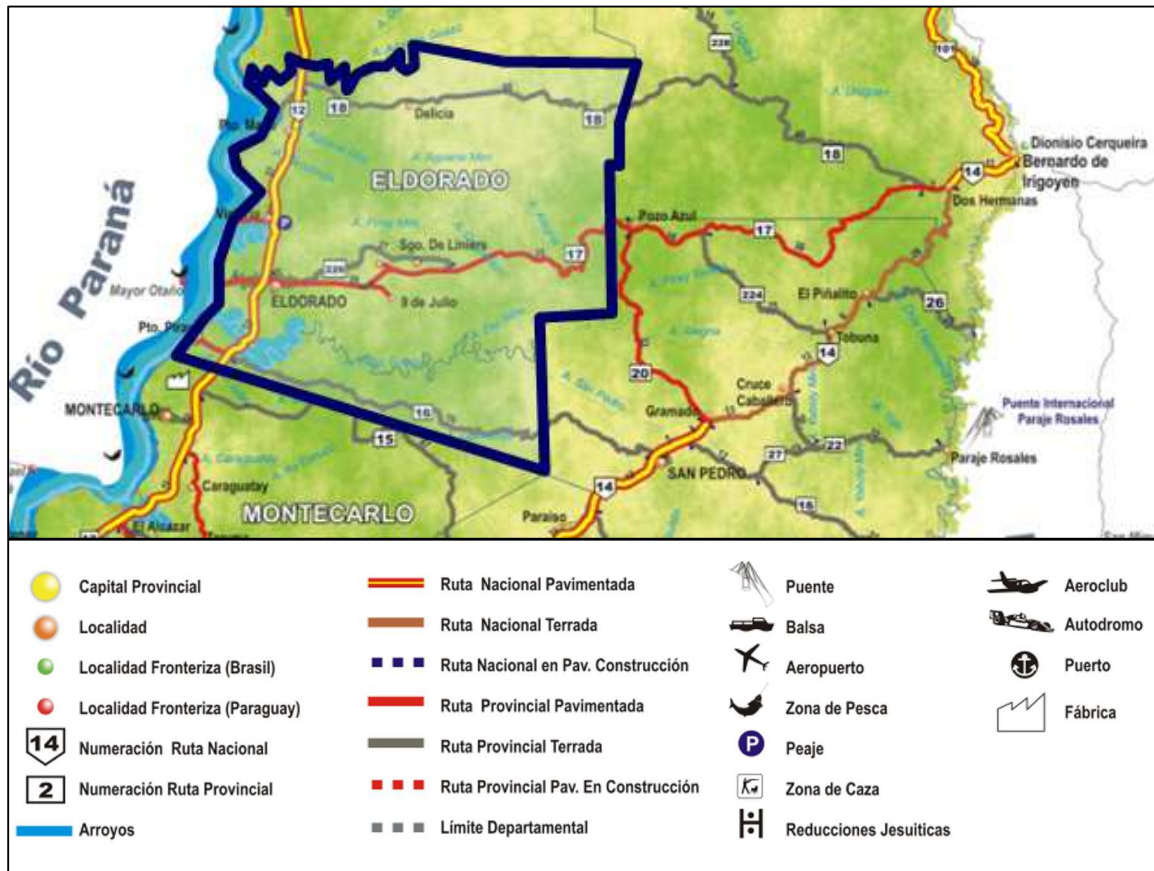 228
101
A. Uruguaí
12
18
Delicia
18
18
Dionisio Cerqueira
Bernardo de
Irigoyen
14
ELDORADO
Dos Hermanas
Pozo Azul
17
P
17
Sgo. De Liniers
Río Paraná
Mayor Otaño
ELDORADO
9 de Julio
224
El Piñalito
26
Tobuna
14
20
Cruce
Caballero
MONTECARLO
16
Gramado
15
22
27
Puente Internacional
Paraje Rosales
Paraje Rosales
SAN PEDRO
Caraguatay
MONTECARLO
14
Paraiso
El Alcazar
Capital Provincial
Localidad
Localidad Fronteriza (Brasil)
Localidad Fronteriza (Paraguay)
14 Numeración Ruta Nacional
2 Numeración Ruta Provincial
Arroyos
Ruta Nacional Pavimentada
Ruta Nacional Terrada
Ruta Nacional en Pav. Construcción
Ruta Provincial Pavimentada
Ruta Provincial Terrada
Ruta Provincial Pav. En Construcción
Límite Departamental
Puente
Balsa
Aeropuerto
Zona de Pesca
P Peaje
Zona de Caza
Reducciones Jesuiticas
Aeroclub
Autodromo
Puerto
Fábrica